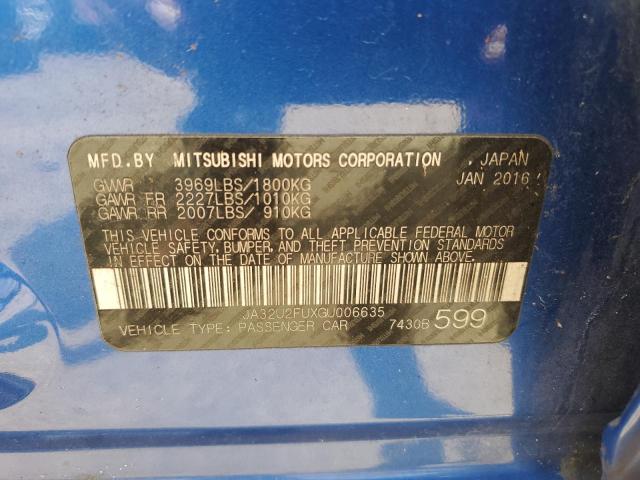 MFD. BY MITSUBISHI MOTORS CORPORATION , JAPAN
GVWR 3969LBS/1800KG JAN 2016
GAWR FR 2227LBS/1010KG
GAWR RR 2007LBS/ 910KG
THIS VEHICLE CONFORMS TO ALL APPLICABLE FEDERAL MOTOR
VEHICLE SAFETY, BUMPER, AND THEFT PREVENTION STANDARDS
IN EFFECT ON THE DATE OF MANUFACTURE SHOWN ABOVE.
JA32U2FUXGU006635
VEHICLE TYPE: PASSENGER CAR 7430B 599